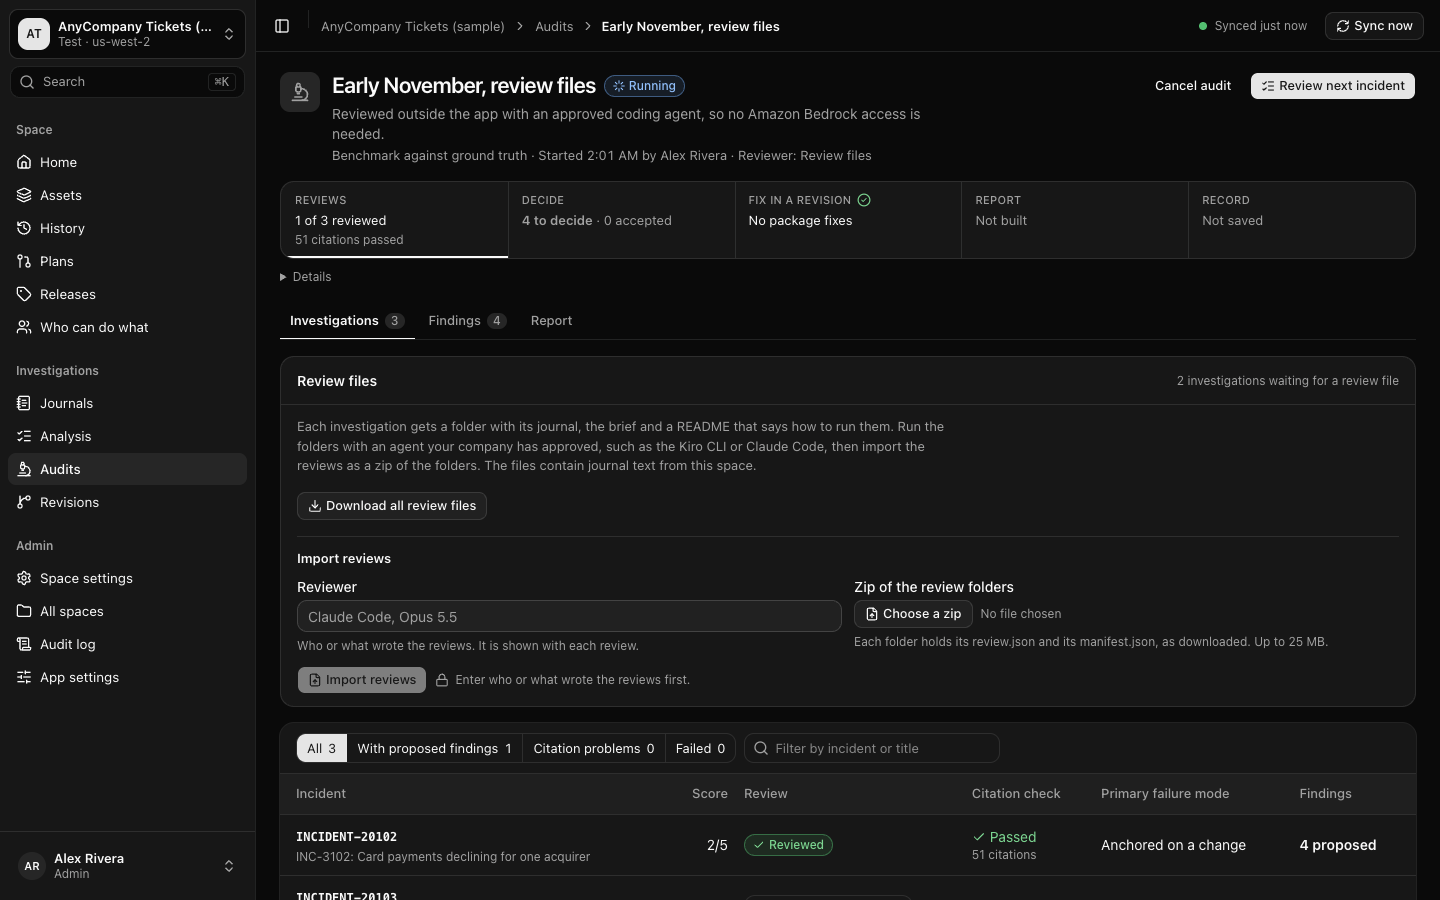 AT
AnyCompany Tickets (...
Test · us-west-2
Search
⌘K
Space
Home
Assets
History
Plans
Releases
Who can do what
Investigations
Journals
Analysis
Audits
Revisions
Admin
Space settings
All spaces
Audit log
App settings
AR
Alex Rivera
Admin
AnyCompany Tickets (sample) > Audits > Early November, review files
Synced just now
Sync now
Early November, review files
Running
Reviewed outside the app with an approved coding agent, so no Amazon Bedrock access is
needed.
Benchmark against ground truth · Started 2:01 AM by Alex Rivera · Reviewer: Review files
Cancel audit
Review next incident
REVIEWS
1 of 3 reviewed
51 citations passed
DECIDE
4 to decide · 0 accepted
FIX IN A REVISION
No package fixes
REPORT
Not built
RECORD
Not saved
Details
Investigations 3
Findings 4
Report
Review files
2 investigations waiting for a review file
Each investigation gets a folder with its journal, the brief and a README that says how to run them. Run the
folders with an agent your company has approved, such as the Kiro CLI or Claude Code, then import the
reviews as a zip of the folders. The files contain journal text from this space.
Download all review files
Import reviews
Reviewer
Claude Code, Opus 5.5
Who or what wrote the reviews. It is shown with each review.
Zip of the review folders
Choose a zip
No file chosen
Each folder holds its review.json and its manifest.json, as downloaded. Up to 25 MB.
Import reviews
Enter who or what wrote the reviews first.
All 3
With proposed findings 1
Citation problems 0
Failed 0
Filter by incident or title
Incident
Score
Review
Citation check
Primary failure mode
Findings
INCIDENT-20102
INC-3102: Card payments declining for one acquirer
2/5
Reviewed
Passed
51 citations
Anchored on a change
4 proposed
INCIDENT-20103